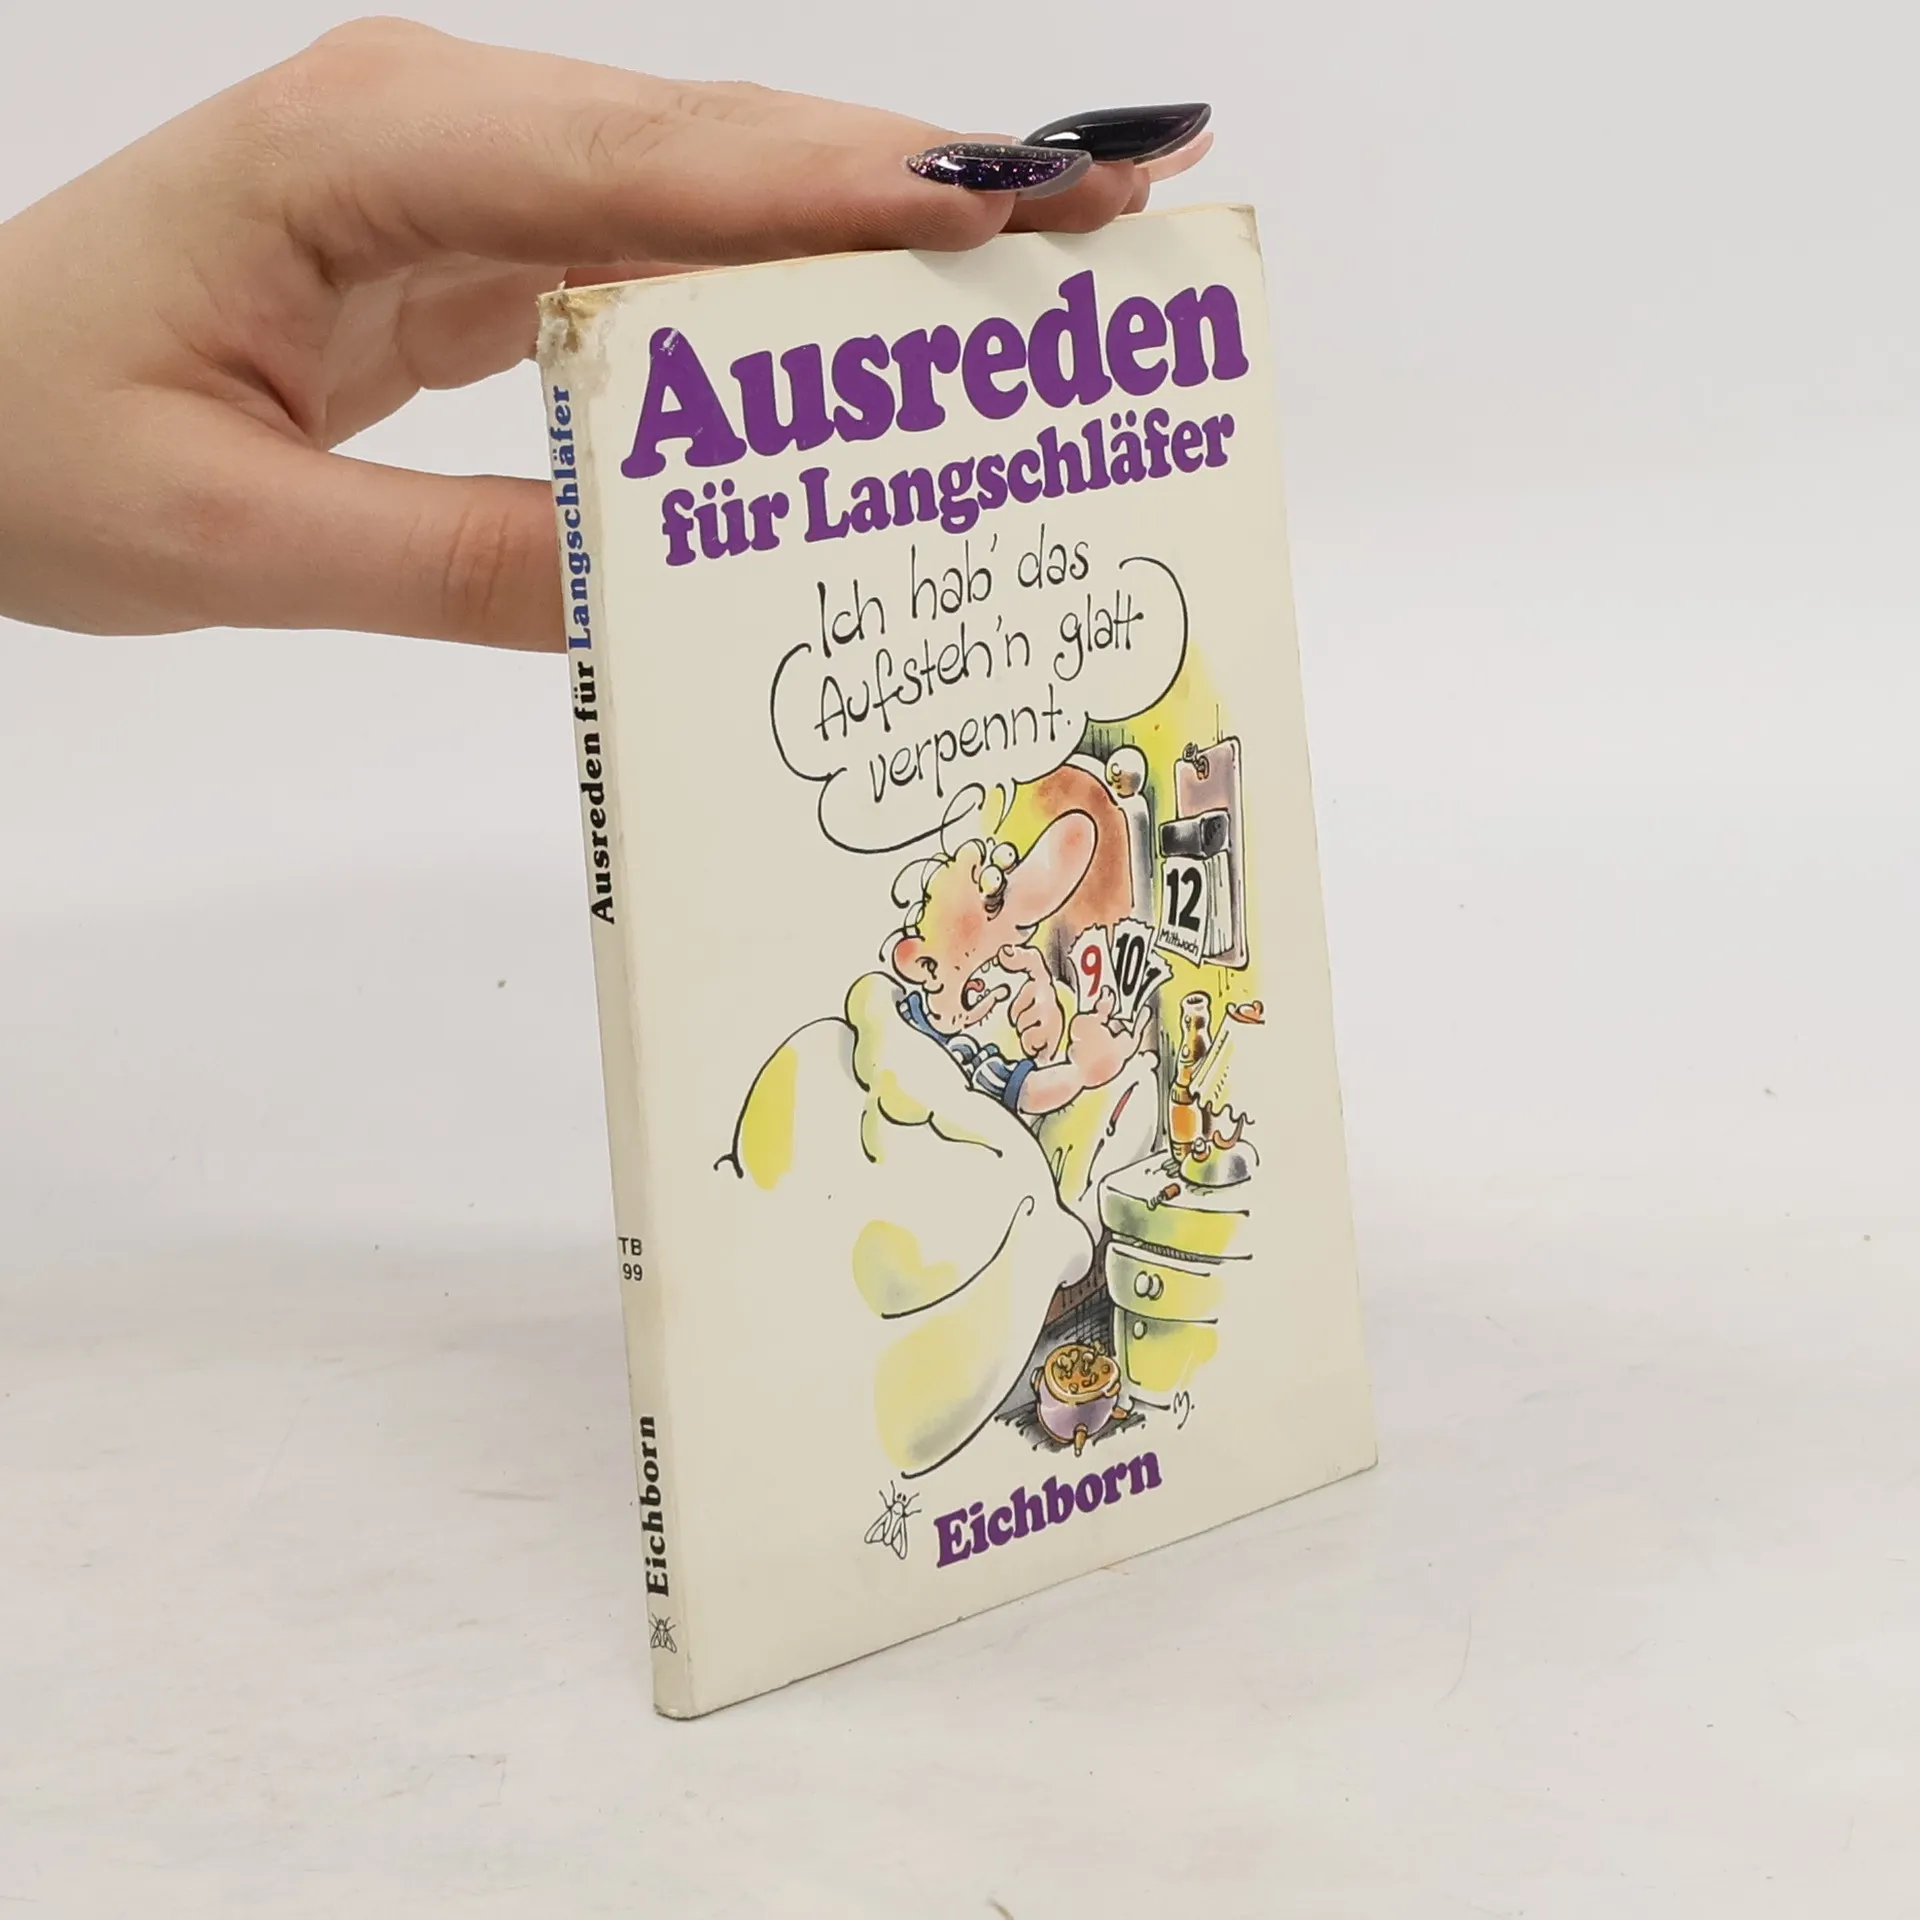 Ausreden
für Langschläfer
Ich hab' das
Aufsteh'n glatt
verpennt.
12
Mittwoch
9
10
1
M.
Eichborn
Ausreden für Langschläfer
TB
99
Eichborn